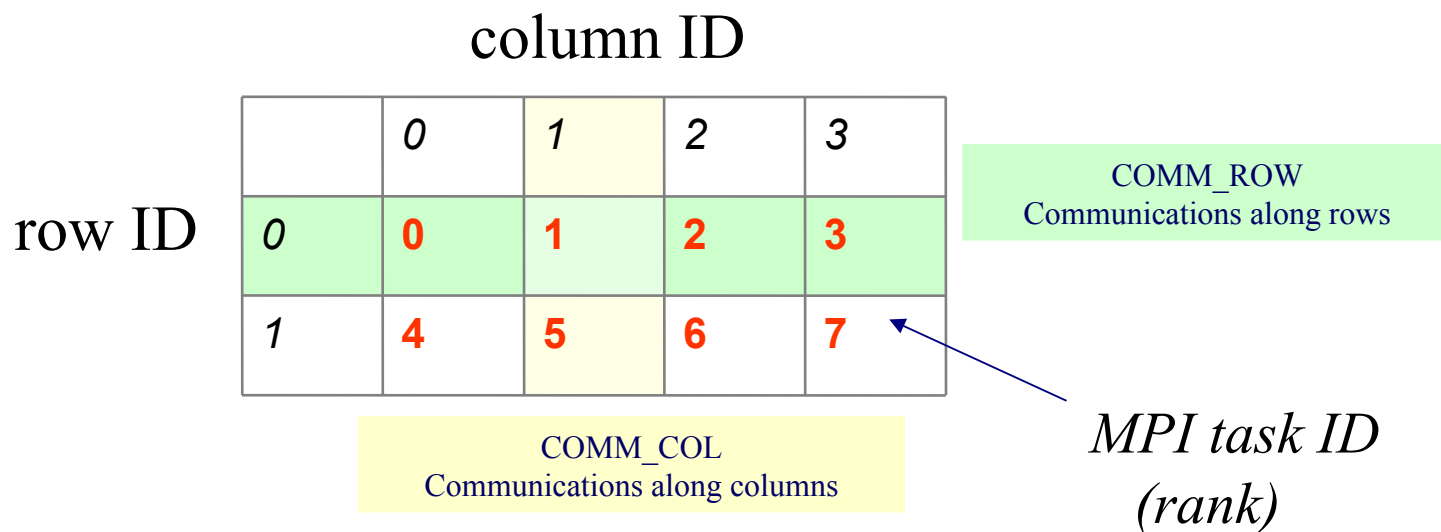 column ID
0 1 2 3
COMM_ROW
Communications along rows
row ID
0 0 1 2 3
1 4 5 6 7
COMM_COL
Communications along columns
MPI task ID
(rank)